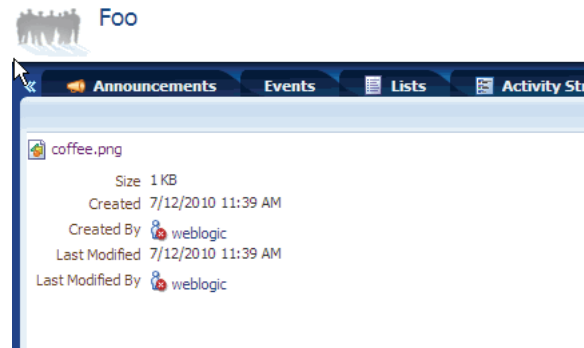 Foo
Announcements Events Lists Activity Str
coffee.png
Size 1 KB
Created 7/12/2010 11:39 AM
Created By weblogic
Last Modified 7/12/2010 11:39 AM
Last Modified By weblogic